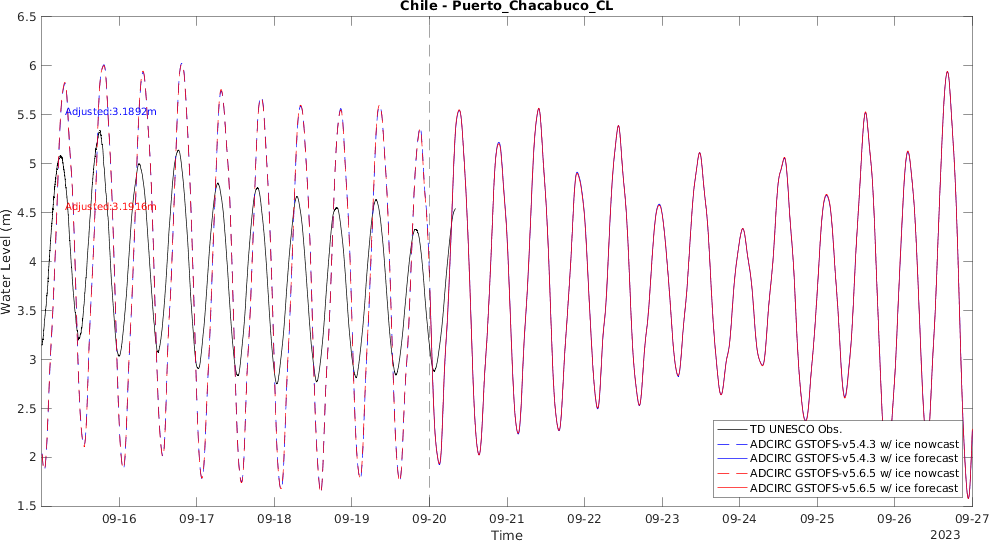 Chile - Puerto_Chacabuco_CL
6.5
6
5.5
5
4.5
4
3.5
3
2.5
2
1.5
Water Level (m)
Adjusted:3.1892m
Adjusted:3.1916m
TD UNESCO Obs.
ADCIRC GSTOFS-v5.4.3 w/ ice nowcast
ADCIRC GSTOFS-v5.4.3 w/ ice forecast
ADCIRC GSTOFS-v5.6.5 w/ ice nowcast
ADCIRC GSTOFS-v5.6.5 w/ ice forecast
09-16 09-17 09-18 09-19 09-20 09-21 09-22 09-23 09-24 09-25 09-26 09-27
Time
2023